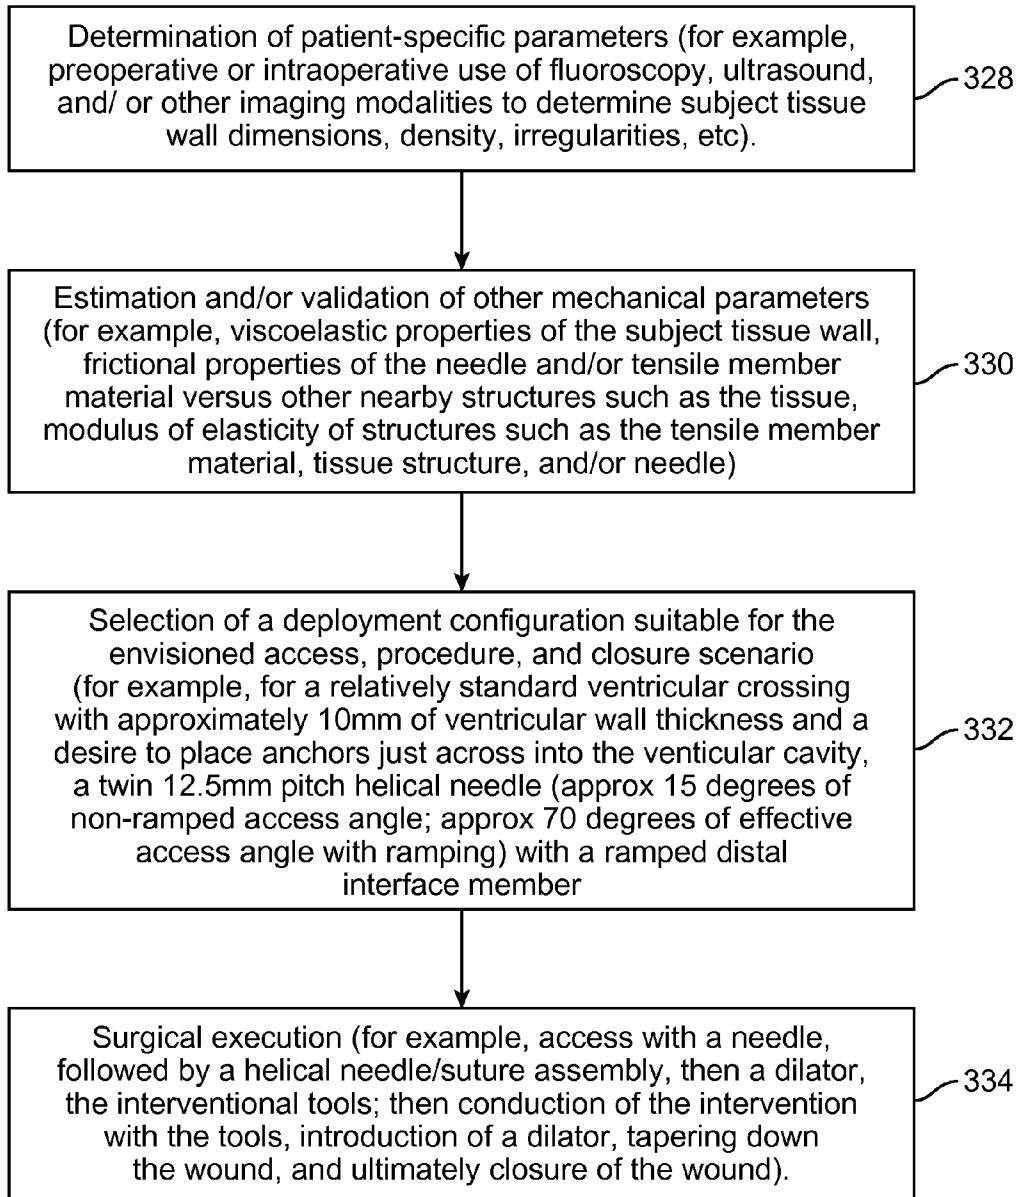 Determination of patient-specific parameters (for example,
preoperative or intraoperative use of fluoroscopy, ultrasound,
and/ or other imaging modalities to determine subject tissue
wall dimensions, density, irregularities, etc).
328
Estimation and/or validation of other mechanical parameters
(for example, viscoelastic properties of the subject tissue wall,
frictional properties of the needle and/or tensile member
material versus other nearby structures such as the tissue,
modulus of elasticity of structures such as the tensile member
material, tissue structure, and/or needle)
330
Selection of a deployment configuration suitable for the
envisioned access, procedure, and closure scenario
(for example, for a relatively standard ventricular crossing
with approximately 10mm of ventricular wall thickness and a
desire to place anchors just across into the venticular cavity,
a twin 12.5mm pitch helical needle (approx 15 degrees of
non-ramped access angle; approx 70 degrees of effective
access angle with ramping) with a ramped distal
interface member
332
Surgical execution (for example, access with a needle,
followed by a helical needle/suture assembly, then a dilator,
the interventional tools; then conduction of the intervention
with the tools, introduction of a dilator, tapering down
the wound, and ultimately closure of the wound).
334